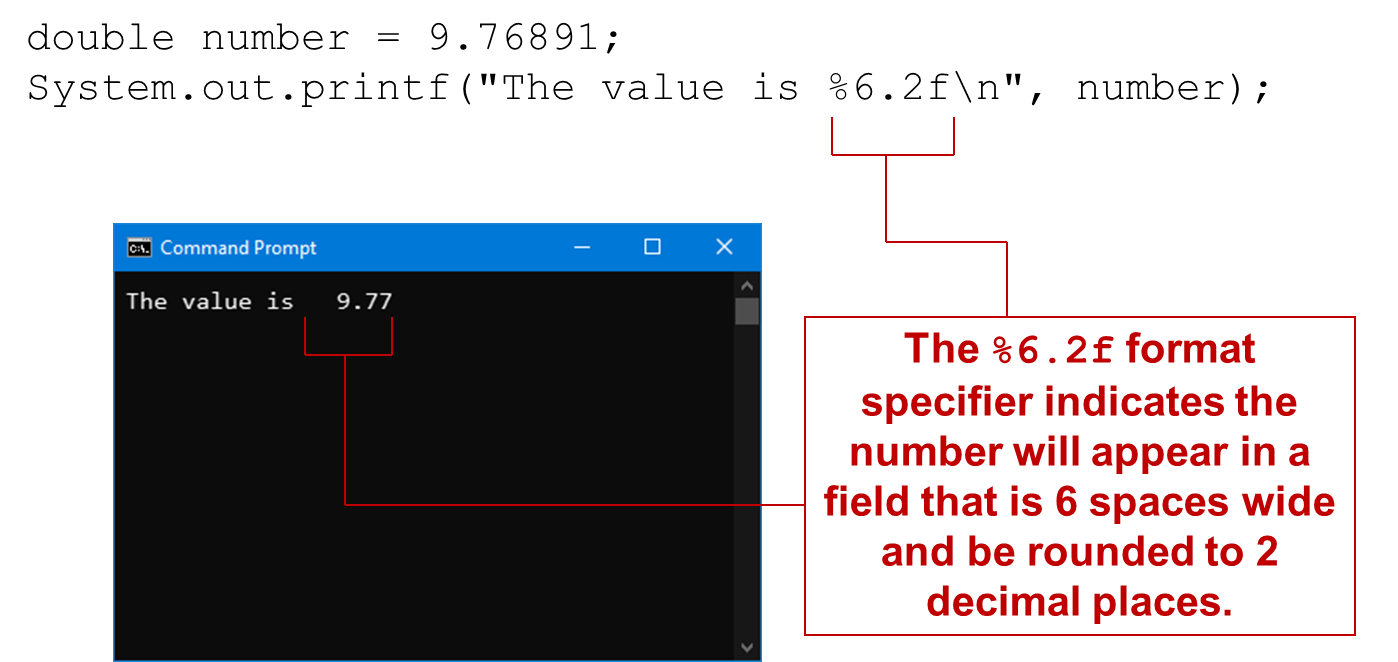 double number = 9.76891;
System.out.printf("The value is %6.2f\n", number);
Command Prompt
The value is   9.77
The %6.2f format
specifier indicates the
number will appear in a
field that is 6 spaces wide
and be rounded to 2
decimal places.